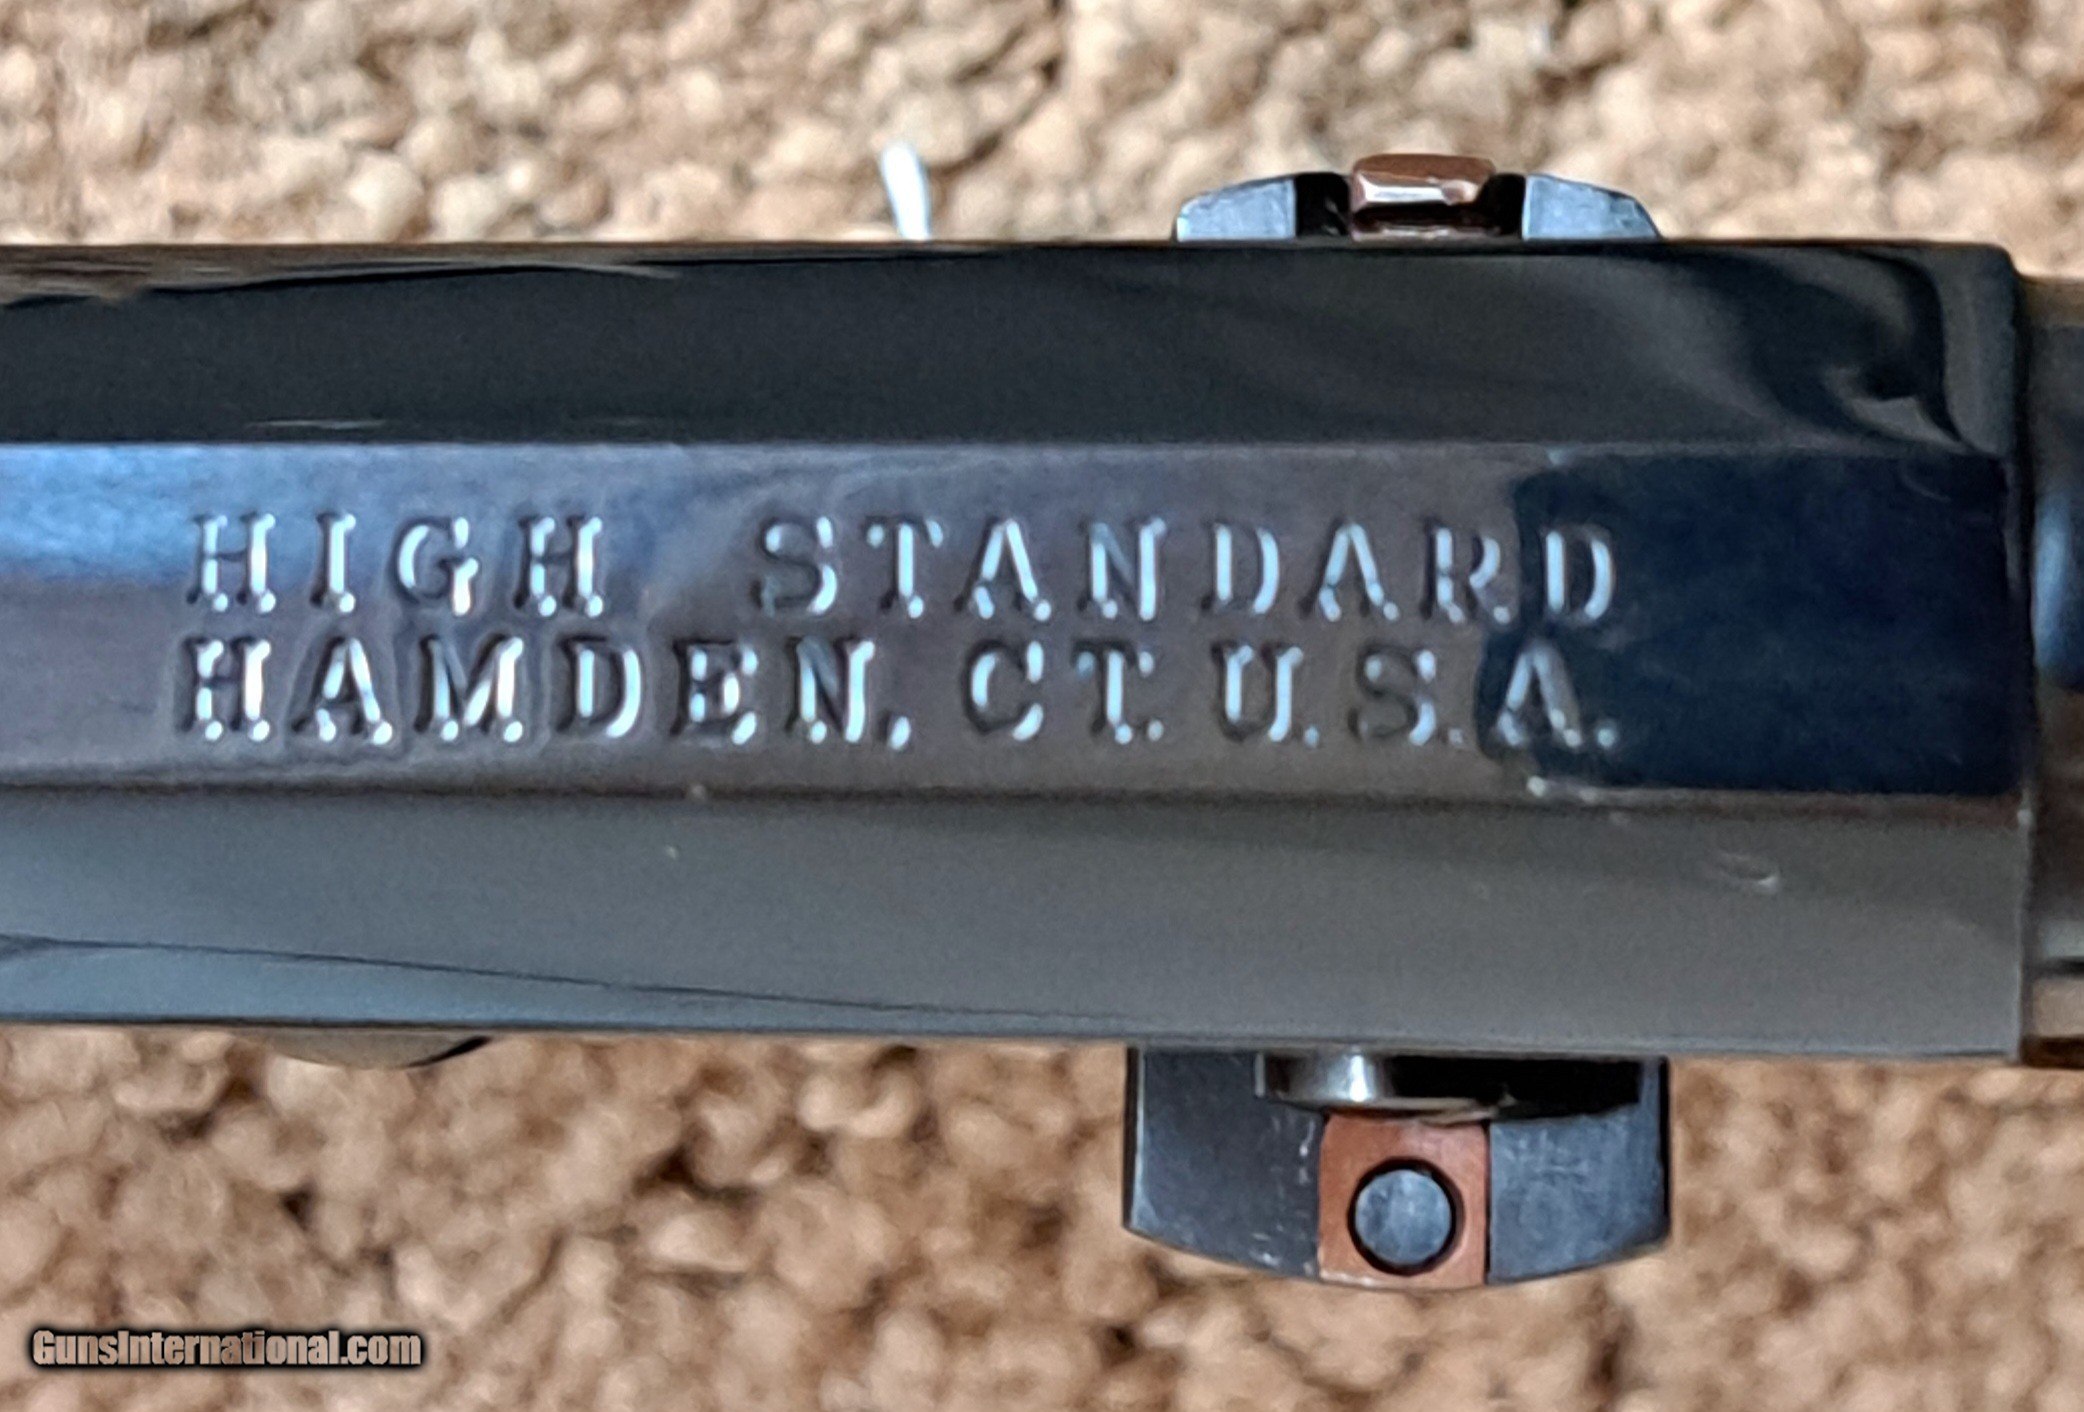 HIGH STANDARD
HAMDEN, CT. U.S.A.
GunsInternational.com